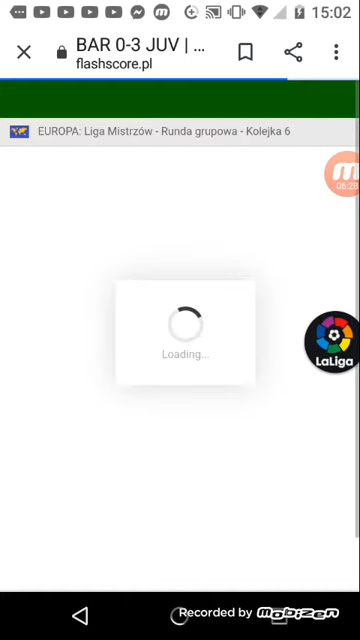 15:02
BAR 0-3 JUV | ...
flashscore.pl
EUROPA: Liga Mistrzów - Runda grupowa - Kolejka 6
06:28
Loading...
LaLiga
Recorded by mobizen